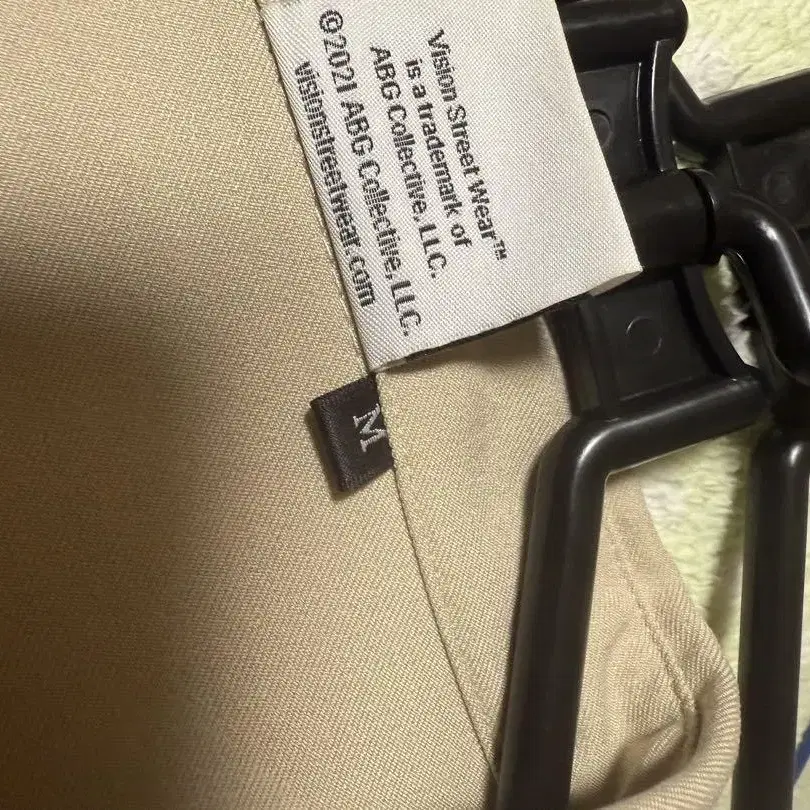 Vision Street Wear™
is a trademark of
ABG Collective, LLC.
©2021 ABG Collective, LLC.
visionstreetwear.com
M